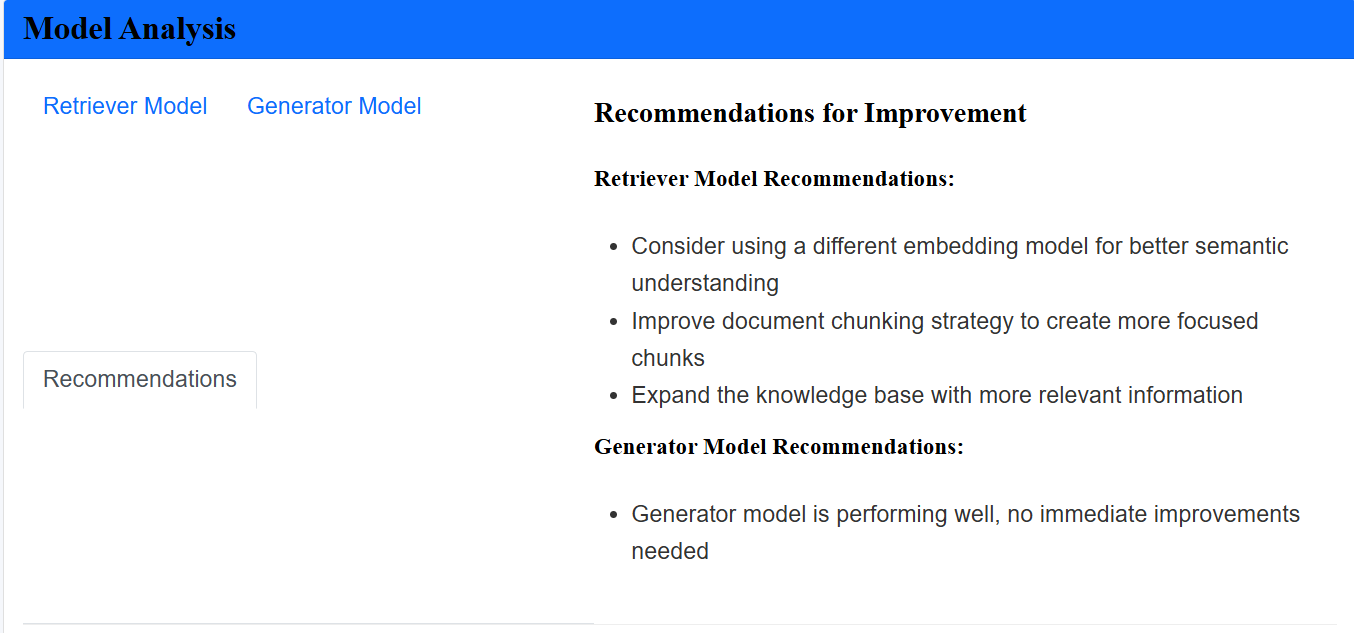 Model Analysis
Retriever Model
Generator Model
Recommendations
Recommendations for Improvement
Retriever Model Recommendations:
• Consider using a different embedding model for better semantic
understanding
• Improve document chunking strategy to create more focused
chunks
• Expand the knowledge base with more relevant information
Generator Model Recommendations:
• Generator model is performing well, no immediate improvements
needed